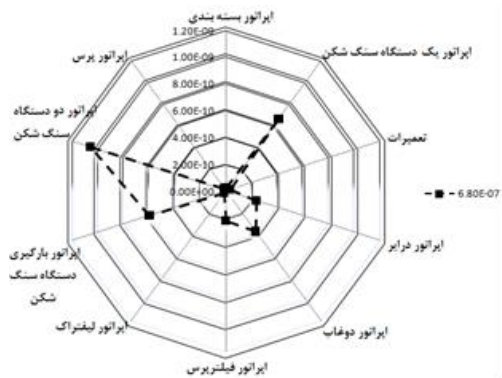 اپراتور بسته بندی
1.20E-09
1.00E-09
8.00E-10
6.00E-10
4.00E-10
2.00E-10
0.00E+00
اپراتور یک دستگاه سنگ شکن
تعمیرات
اپراتور درایر
اپراتور دوغاب
اپراتور فیلترپرس
اپراتور لیفتراک
اپراتور بارگیری
دستگاه سنگ
شکن
اپراتور دو دستگاه
سنگ شکن
اپراتور پرس
6.80E-07